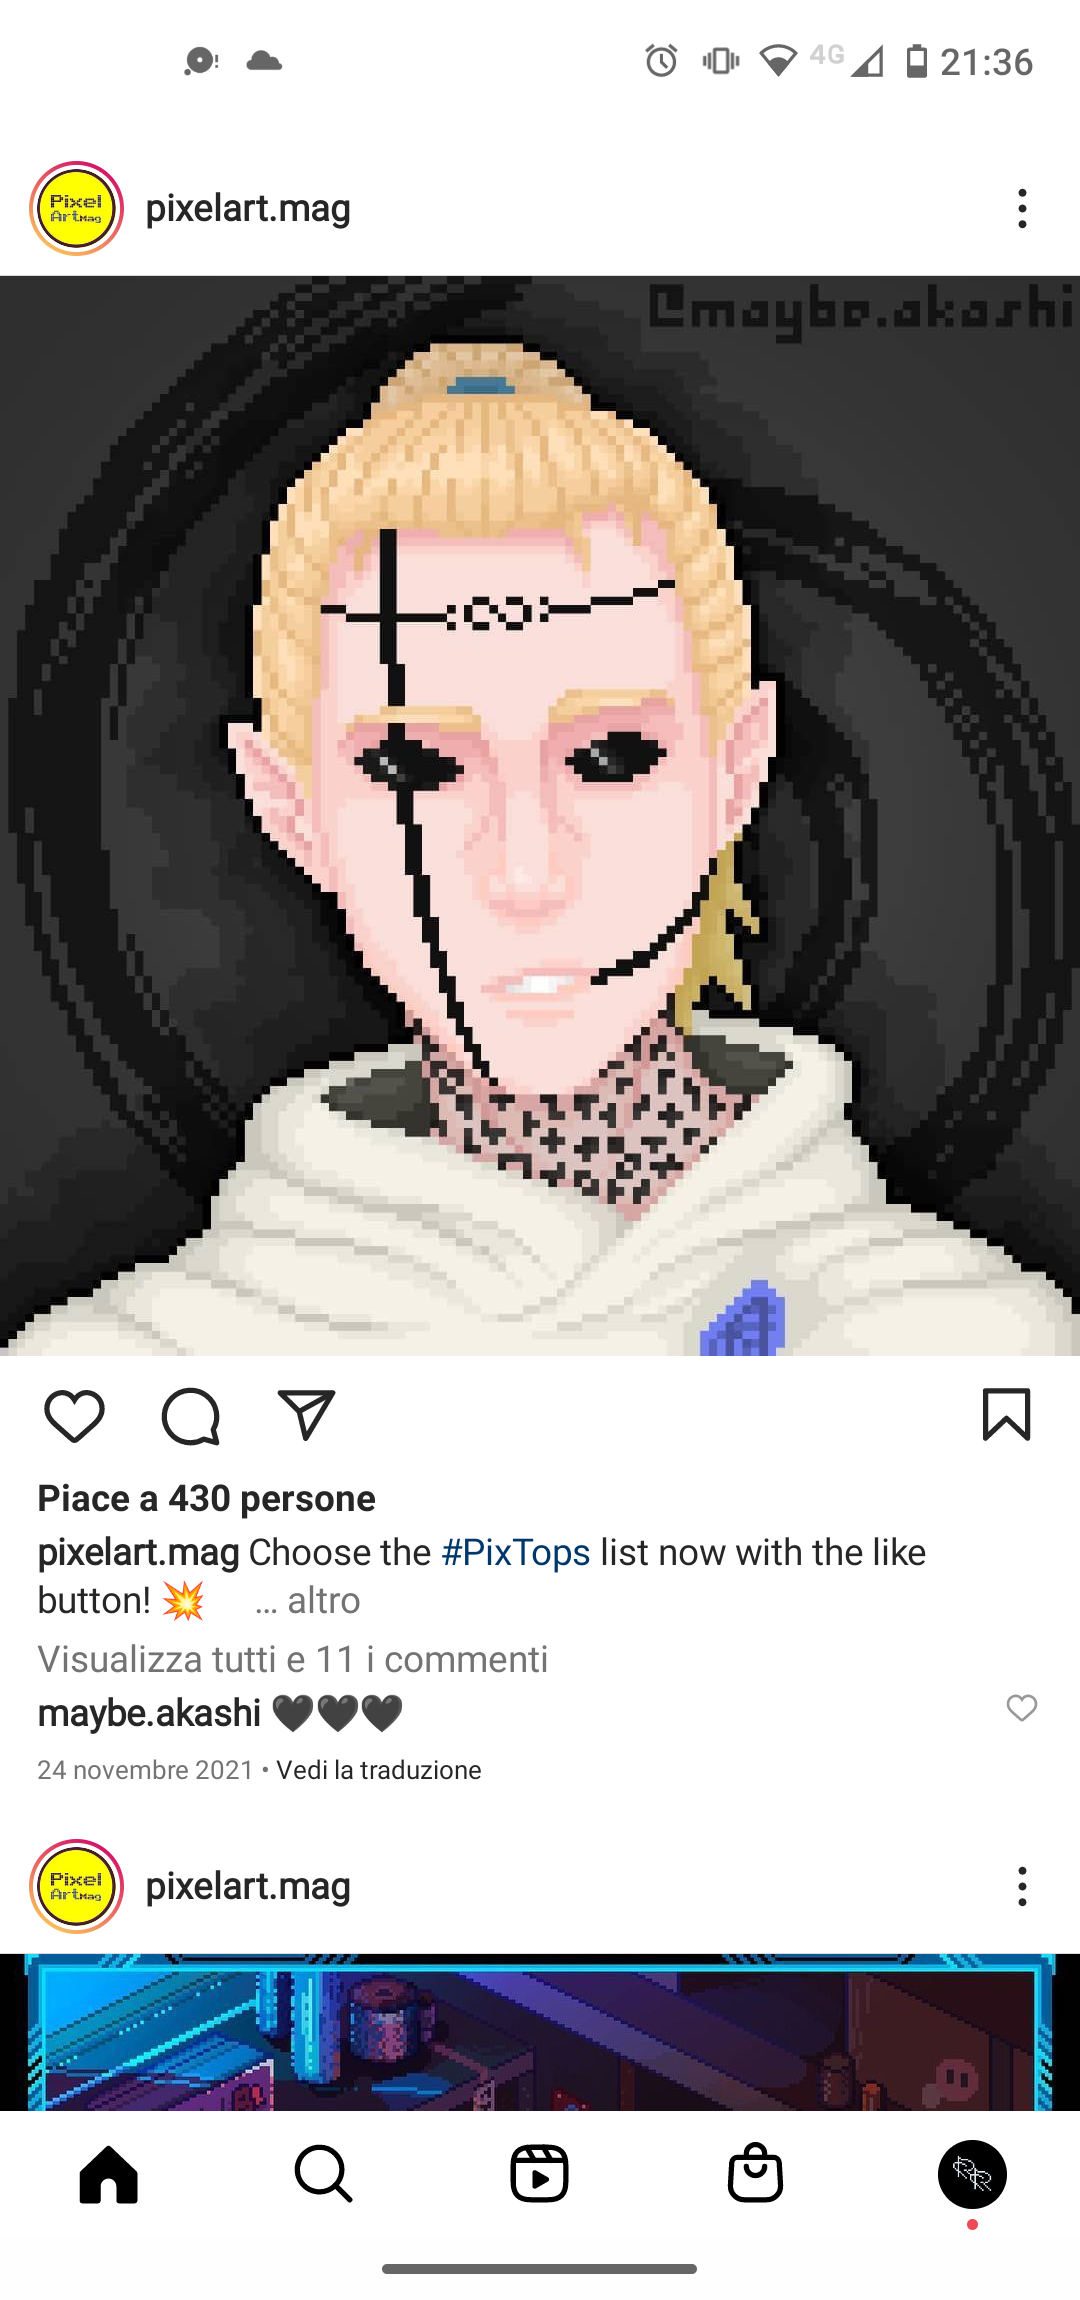 4G 21:36
Pixel
ArtMag
pixelart.mag
@maybe.akashi
Piace a 430 persone
pixelart.mag Choose the #PixTops list now with the like
button! 💥 ... altro
Visualizza tutti e 11 i commenti
maybe.akashi 🖤🖤🖤
24 novembre 2021 • Vedi la traduzione
Pixel
ArtMag
pixelart.mag